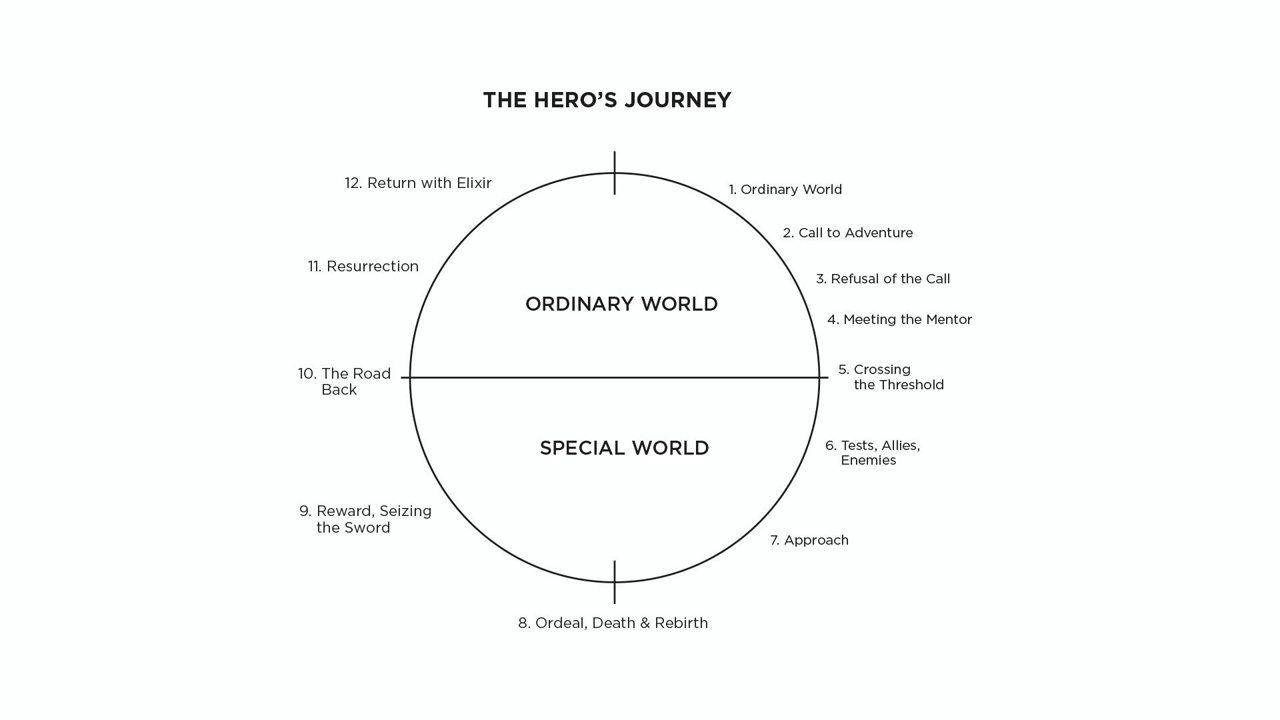 THE HERO’S JOURNEY
1. Ordinary World
2. Call to Adventure
3. Refusal of the Call
4. Meeting the Mentor
5. Crossing
the Threshold
6. Tests, Allies,
Enemies
7. Approach
8. Ordeal, Death & Rebirth
9. Reward, Seizing
the Sword
10. The Road
Back
11. Resurrection
12. Return with Elixir
ORDINARY WORLD
SPECIAL WORLD